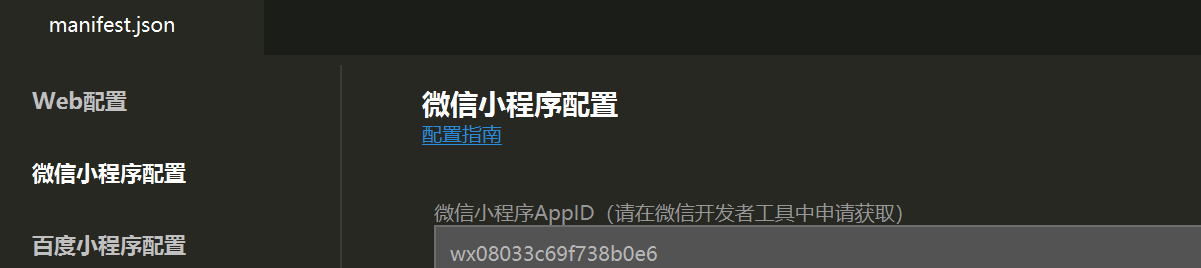 manifest.json
Web配置
微信小程序配置
百度小程序配置
微信小程序配置
配置指南
微信小程序AppID（请在微信开发者工具中申请获取）
wx08033c69f738b0e6